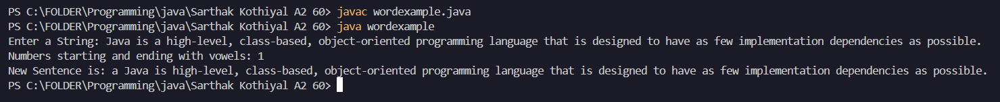 PS C:\FOLDER\Programming\java\Sarthak Kothiyal A2 60> javac wordexample.java
PS C:\FOLDER\Programming\java\Sarthak Kothiyal A2 60> java wordexample
Enter a String: Java is a high-level, class-based, object-oriented programming language that is designed to have as few implementation dependencies as possible.
Numbers starting and ending with vowels: 1
New Sentence is: a Java is high-level, class-based, object-oriented programming language that is designed to have as few implementation dependencies as possible.
PS C:\FOLDER\Programming\java\Sarthak Kothiyal A2 60>